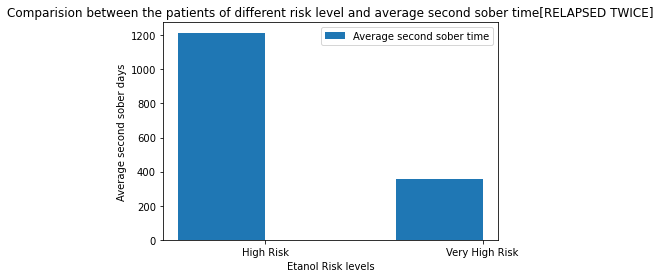 Comparision between the patients of different risk level and average second sober time[RELAPSED TWICE]
Average second sober time
Average second sober days
1200
1000
800
600
400
200
0
High Risk
Very High Risk
Etanol Risk levels